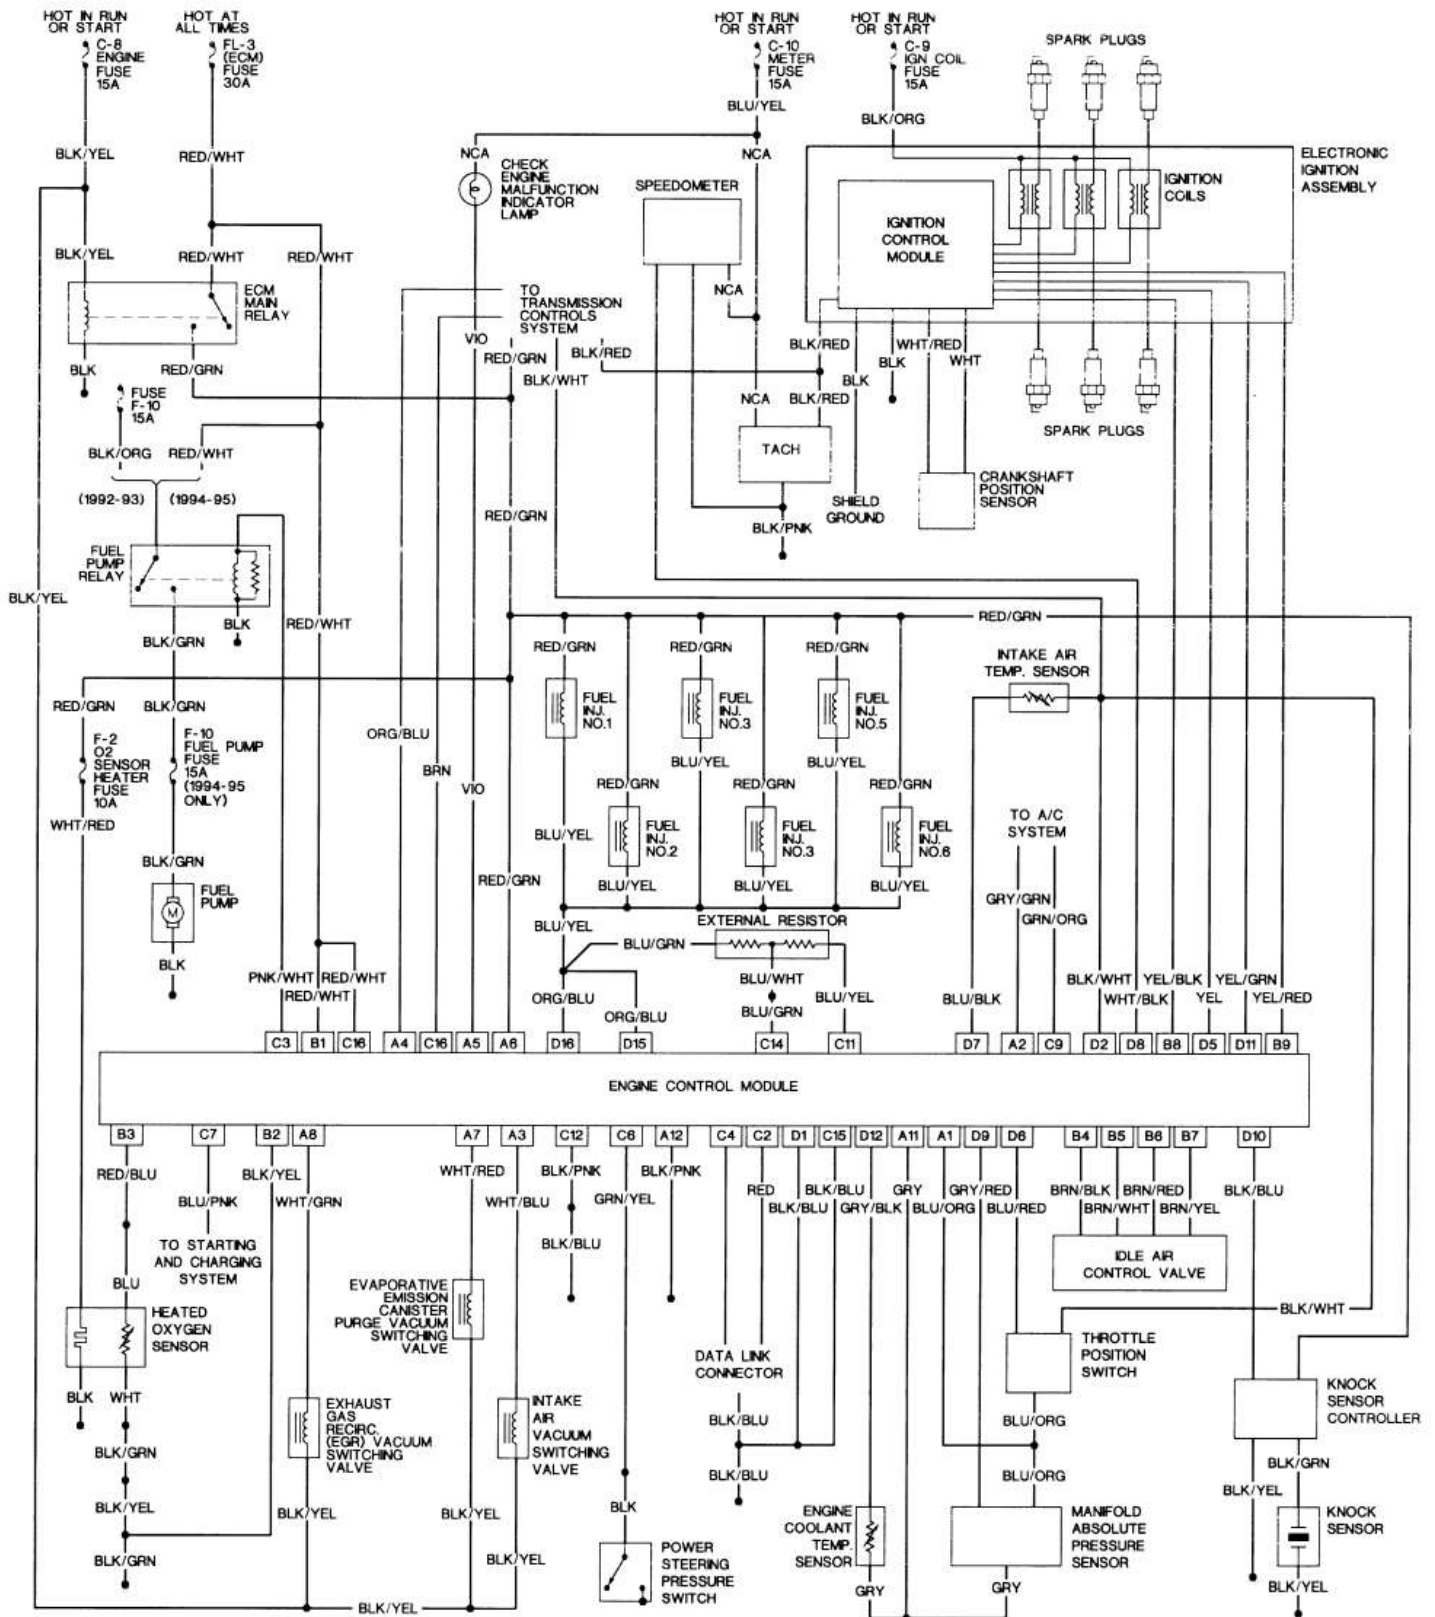 HOT IN RUN
OR START
C-8
ENGINE
FUSE
15A
HOT AT
ALL TIMES
FL-3
(ECM)
FUSE
30A
HOT IN RUN
OR START
C-10
METER
FUSE
15A
HOT IN RUN
OR START
C-9
IGN COIL
FUSE
15A
SPARK PLUGS
BLU/YEL
BLK/ORG
BLK/YEL
RED/WHT
NCA
NCA
CHECK
ENGINE
MALFUNCTION
INDICATOR
LAMP
SPEEDOMETER
IGNITION
CONTROL
MODULE
IGNITION
COILS
ELECTRONIC
IGNITION
ASSEMBLY
BLK/YEL
RED/WHT
RED/WHT
ECM
MAIN
RELAY
TO
TRANSMISSION
CONTROLS
SYSTEM
NCA
VIO
BLK
RED/GRN
RED/GRN
BLK/RED
BLK/WHT
BLK/RED
BLK
BLK
WHT/RED
WHT
FUSE
F-10
15A
NCA
BLK/RED
SPARK PLUGS
BLK/ORG
RED/WHT
TACH
(1992-93)
(1994-95)
CRANKSHAFT
POSITION
SENSOR
SHIELD
GROUND
RED/GRN
BLK/PNK
FUEL
PUMP
RELAY
BLK/YEL
BLK
RED/WHT
BLK/GRN
RED/GRN
RED/GRN
RED/GRN
RED/GRN
INTAKE AIR
TEMP. SENSOR
FUEL
INJ.
NO.1
FUEL
INJ.
NO.3
FUEL
INJ.
NO.5
RED/GRN
BLK/GRN
ORG/BLU
F-2
O2
SENSOR
HEATER
FUSE
10A
F-10
FUEL PUMP
FUSE
15A
(1994-95
ONLY)
BRN
VIO
BLU/YEL
BLU/YEL
RED/GRN
RED/GRN
RED/GRN
WHT/RED
BLU/YEL
FUEL
INJ.
NO.2
FUEL
INJ.
NO.3
FUEL
INJ.
NO.6
TO A/C
SYSTEM
BLK/GRN
RED/GRN
BLU/YEL
BLU/YEL
BLU/YEL
FUEL
PUMP
M
GRY/GRN
GRN/ORG
BLU/YEL
EXTERNAL RESISTOR
BLU/GRN
BLK
PNK/WHT
RED/WHT
RED/WHT
ORG/BLU
ORG/BLU
BLU/WHT
BLU/GRN
BLU/YEL
BLU/BLK
BLK/WHT
WHT/BLK
YEL/BLK
YEL
YEL/GRN
YEL/RED
C3
B1
C16
A4
C16
A5
A6
D16
D15
C14
C11
D7
A2
C9
D2
D8
B8
D5
D11
B9
ENGINE CONTROL MODULE
B3
C7
B2
A8
A7
A3
C12
C6
A12
C4
C2
D1
C15
D12
A11
A1
D9
D6
B4
B5
B6
B7
D10
RED/BLU
BLU/PNK
BLK/YEL
WHT/GRN
WHT/RED
WHT/BLU
BLK/PNK
GRN/YEL
BLK/PNK
RED
BLK/BLU
BLK/BLU
GRY/BLK
GRY
BLU/ORG
GRY/RED
BLU/RED
BRN/BLK
BRN/WHT
BRN/RED
BRN/YEL
BLK/BLU
TO STARTING
AND CHARGING
SYSTEM
BLK/BLU
BLU
IDLE AIR
CONTROL VALVE
EVAPORATIVE
EMISSION
CANISTER
PURGE VACUUM
SWITCHING
VALVE
HEATED
OXYGEN
SENSOR
BLK/WHT
DATA LINK
CONNECTOR
THROTTLE
POSITION
SWITCH
BLK
WHT
EXHAUST
GAS
RECIRC.
(EGR) VACUUM
SWITCHING
VALVE
INTAKE
AIR
VACUUM
SWITCHING
VALVE
KNOCK
SENSOR
CONTROLLER
BLK/BLU
BLU/ORG
BLK/GRN
BLK/BLU
BLU/ORG
BLK/GRN
BLK/YEL
BLK/YEL
BLK/YEL
BLK/YEL
BLK
ENGINE
COOLANT
TEMP.
SENSOR
MANIFOLD
ABSOLUTE
PRESSURE
SENSOR
KNOCK
SENSOR
BLK/GRN
BLK/YEL
POWER
STEERING
PRESSURE
SWITCH
GRY
GRY
BLK/YEL
BLK/YEL